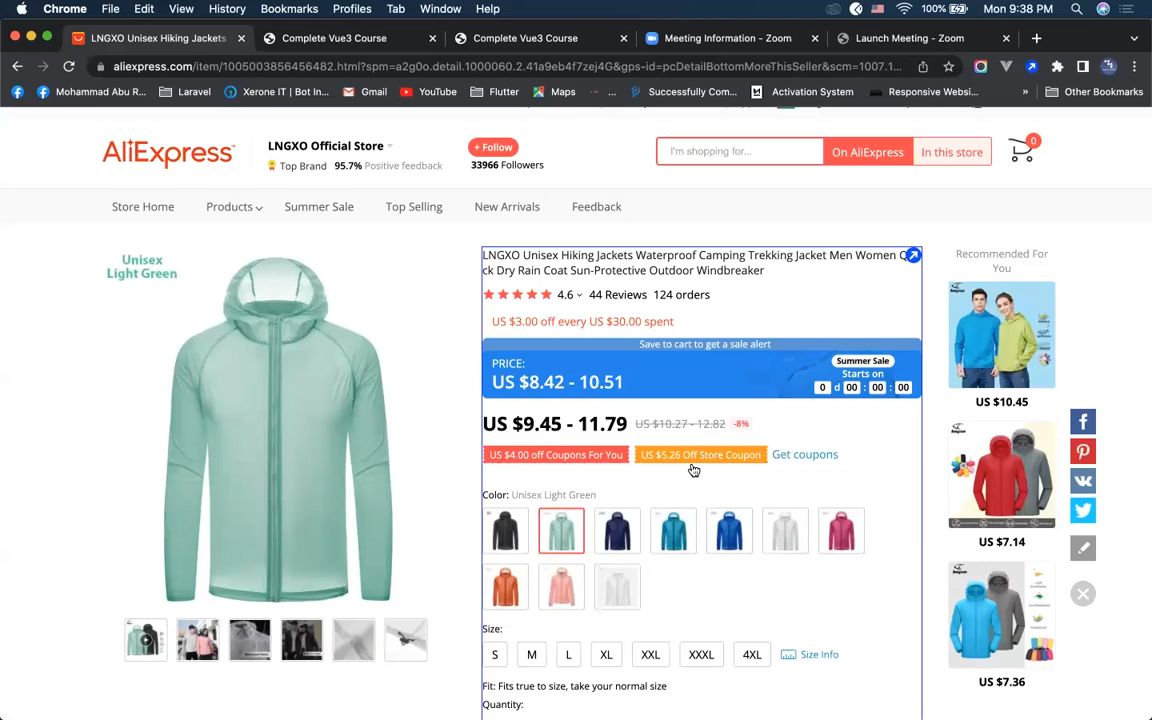 Chrome File Edit View History Bookmarks Profiles Tab Window Help 100% Mon 9:38 PM
LNGXO Unisex Hiking Jackets Complete Vue3 Course Complete Vue3 Course Meeting Information - Zoom Launch Meeting - Zoom
aliexpress.com/item/1005003856456482.html?spm=a2g0o.detail.1000060.2.41a9eb4f7zej4G&gps-id=pcDetailBottomMoreThisSeller&scm=1007.1...
Mohammad Abu R... Laravel Xerone IT | Bot In... Gmail YouTube Flutter Maps ... Successfully Com... Activation System Responsive Websi... » Other Bookmarks
AliExpress
LNGXO Official Store
Top Brand 95.7% Positive feedback
+ Follow
33966 Followers
I'm shopping for... On AliExpress In this store 0
Store Home Products Summer Sale Top Selling New Arrivals Feedback
Unisex
Light Green
LNGXO Unisex Hiking Jackets Waterproof Camping Trekking Jacket Men Women Q
ck Dry Rain Coat Sun-Protective Outdoor Windbreaker
4.6 44 Reviews 124 orders
US $3.00 off every US $30.00 spent
Save to cart to get a sale alert
PRICE:
US $8.42 - 10.51
Summer Sale
Starts on
0 d 00 : 00 : 00
US $9.45 - 11.79 US $10.27 - 12.82 -8%
US $4.00 off Coupons For You US $5.26 Off Store Coupon Get coupons
Color: Unisex Light Green
Size:
S M L XL XXL XXXL 4XL Size Info
Fit: Fits true to size, take your normal size
Quantity:
Recommended For
You
US $10.45
US $7.14
US $7.36